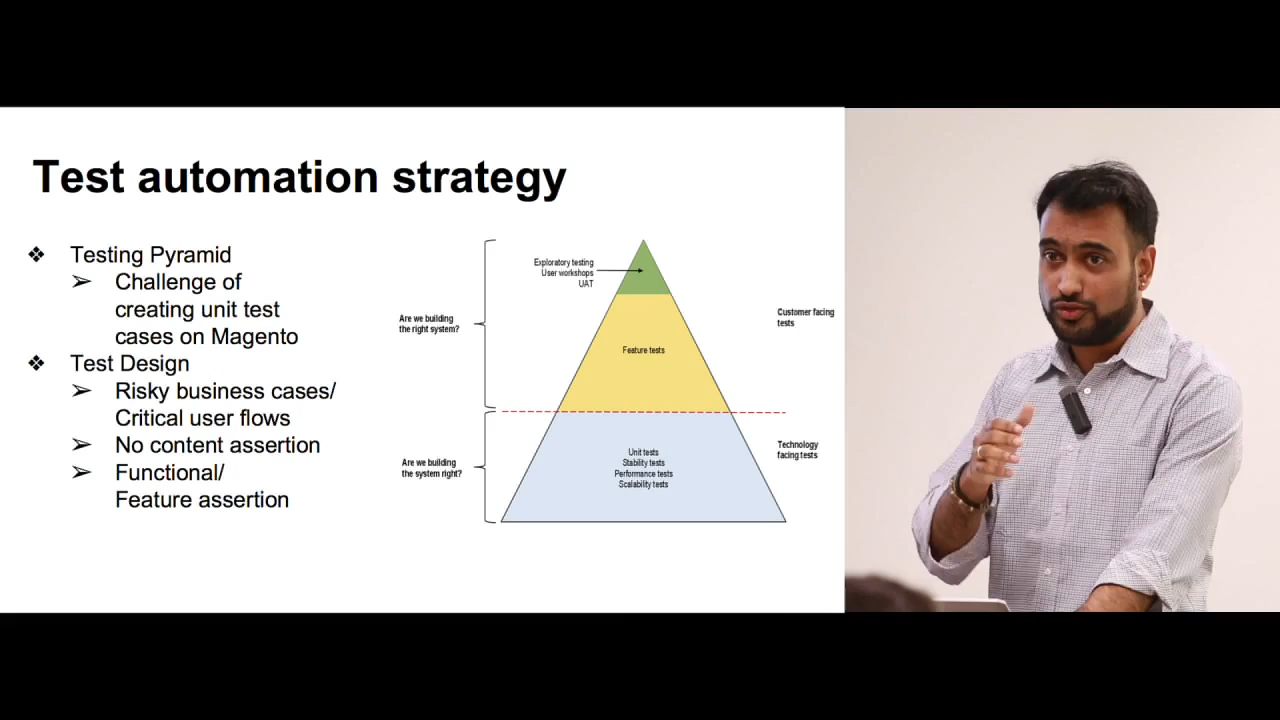 Test automation strategy
❖ Testing Pyramid
➢ Challenge of
creating unit test
cases on Magento
❖ Test Design
➢ Risky business cases/
Critical user flows
➢ No content assertion
➢ Functional/
Feature assertion
Exploratory testing
User workshops
UAT
Are we building
the right system?
Customer facing
tests
Feature tests
Are we building
the system right?
Unit tests
Stability tests
Performance tests
Scalability tests
Technology
facing tests